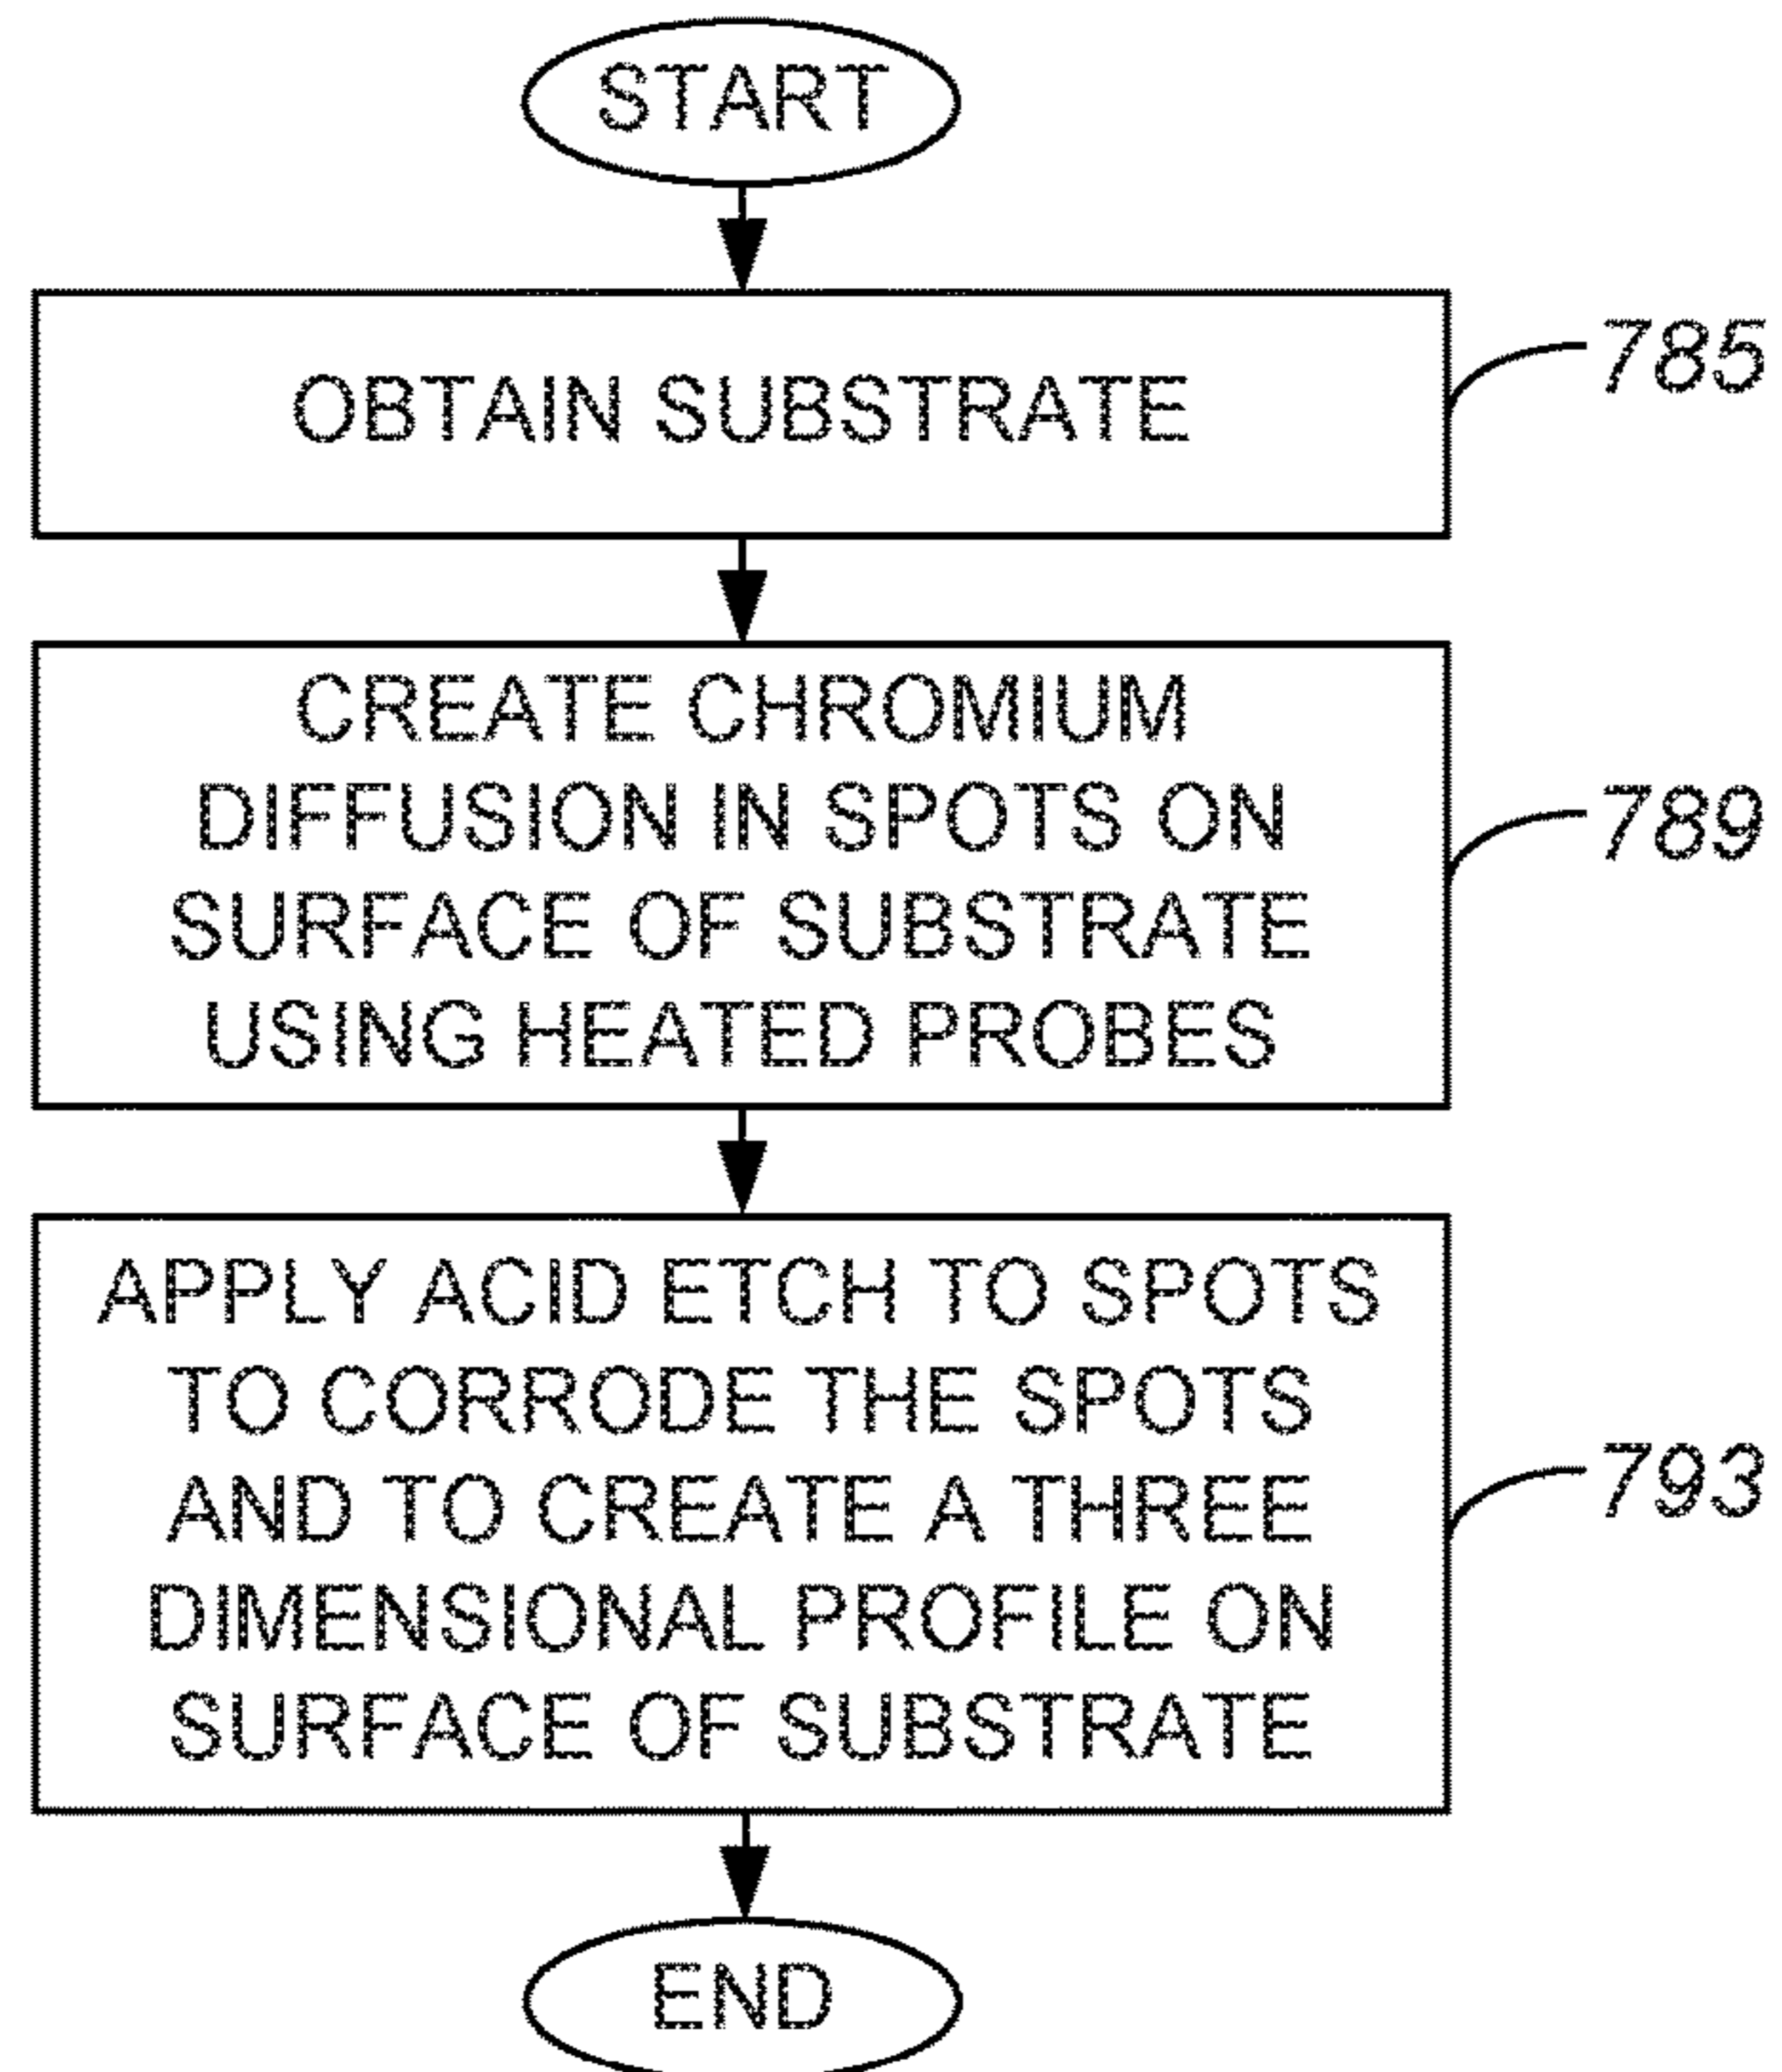 START
OBTAIN SUBSTRATE
785
CREATE CHROMIUM
DIFFUSION IN SPOTS ON
SURFACE OF SUBSTRATE
USING HEATED PROBES
789
APPLY ACID ETCH TO SPOTS
TO CORRODE THE SPOTS
AND TO CREATE A THREE
DIMENSIONAL PROFILE ON
SURFACE OF SUBSTRATE
793
END